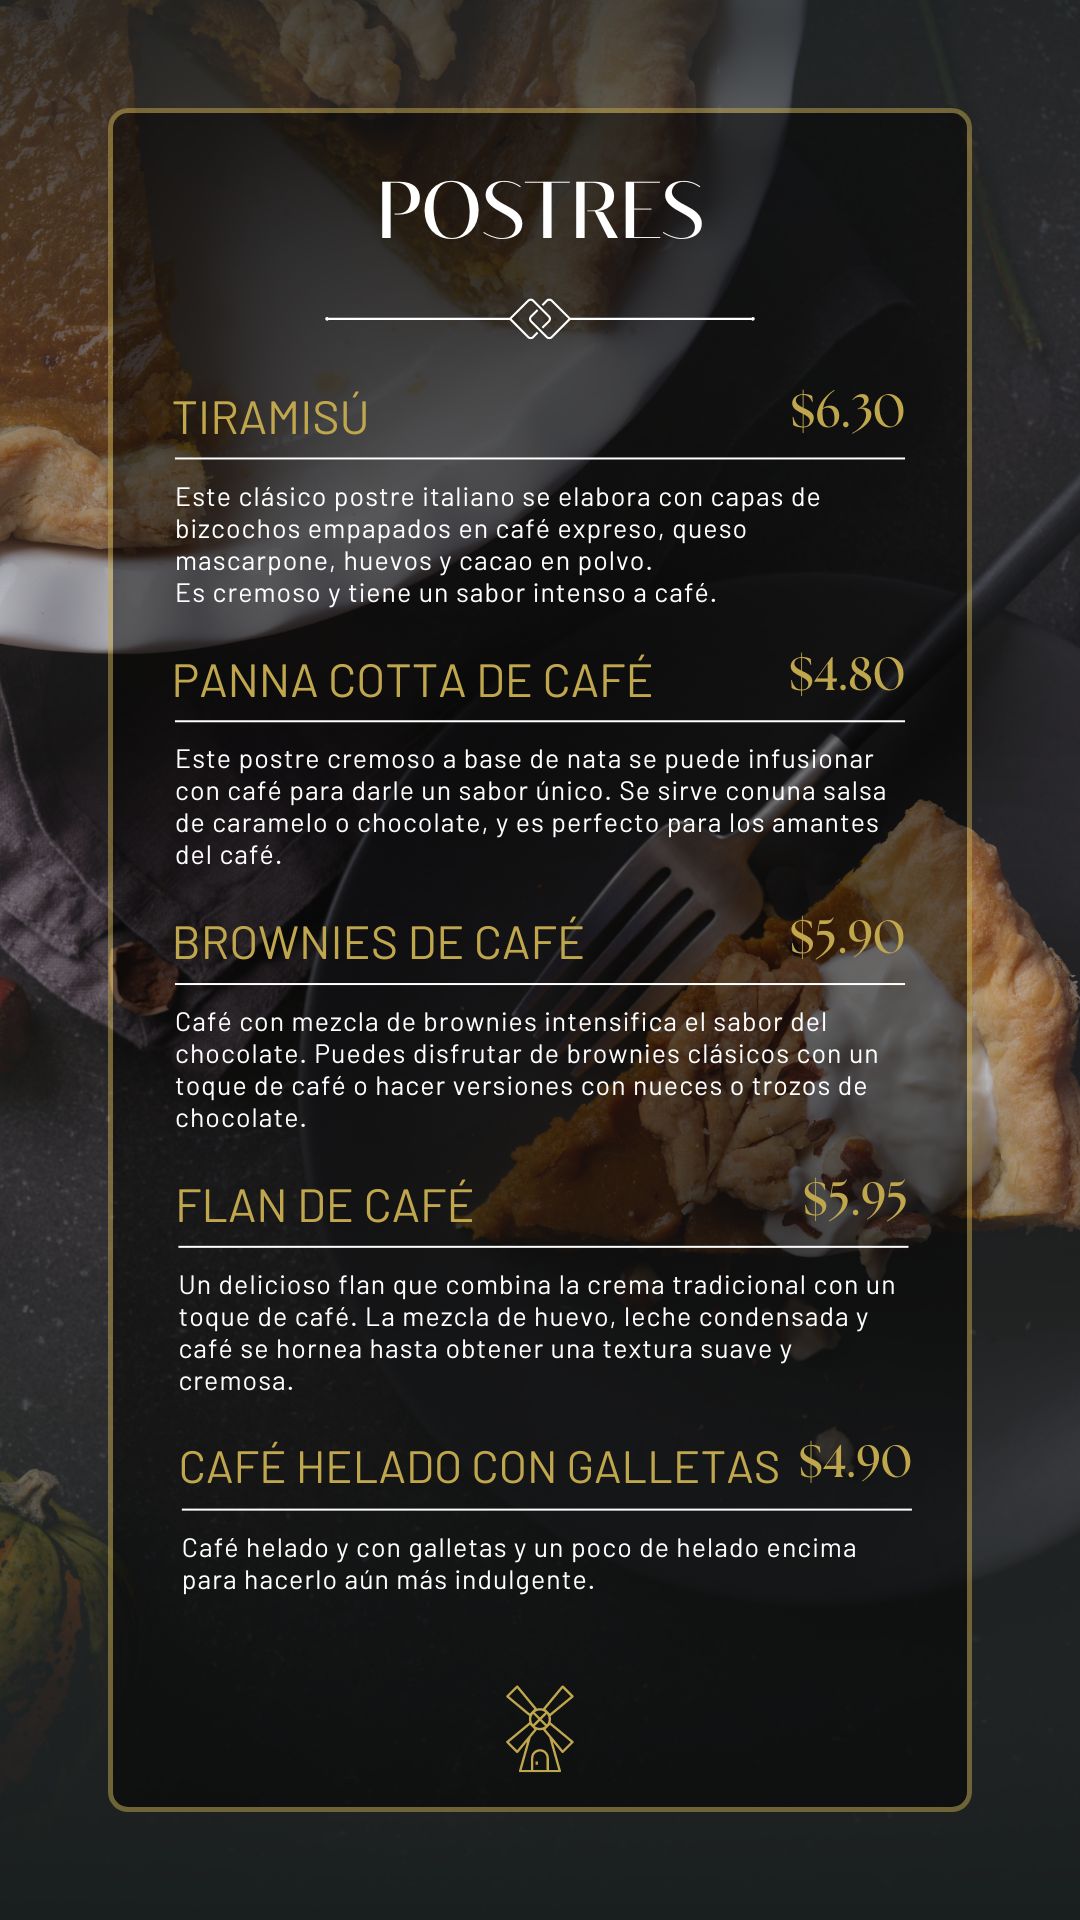 POSTRES
TIRAMISÚ $6.30
Este clásico postre italiano se elabora con capas de
bizcochos empapados en café expreso, queso
mascarpone, huevos y cacao en polvo.
Es cremoso y tiene un sabor intenso a café.
PANNA COTTA DE CAFÉ $4.80
Este postre cremoso a base de nata se puede infusionar
con café para darle un sabor único. Se sirve conuna salsa
de caramelo o chocolate, y es perfecto para los amantes
del café.
BROWNIES DE CAFÉ $5.90
Café con mezcla de brownies intensifica el sabor del
chocolate. Puedes disfrutar de brownies clásicos con un
toque de café o hacer versiones con nueces o trozos de
chocolate.
FLAN DE CAFÉ $5.95
Un delicioso flan que combina la crema tradicional con un
toque de café. La mezcla de huevo, leche condensada y
café se hornea hasta obtener una textura suave y
cremosa.
CAFÉ HELADO CON GALLETAS $4.90
Café helado y con galletas y un poco de helado encima
para hacerlo aún más indulgente.